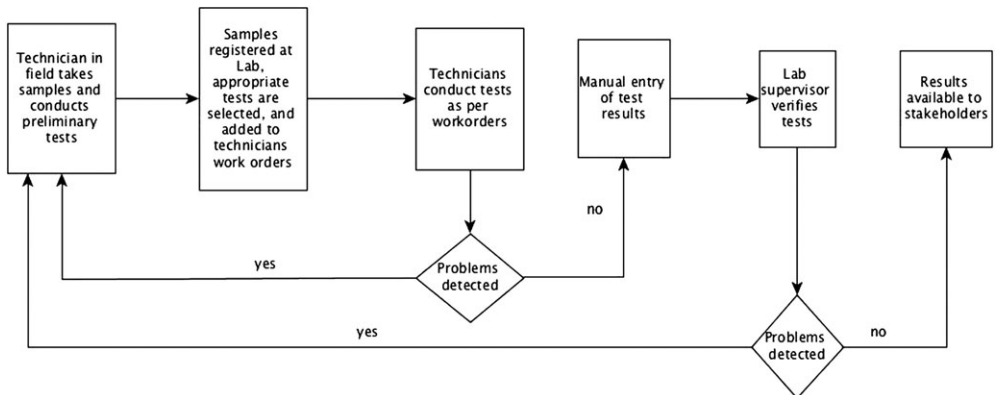 Technician in
field takes
samples and
conducts
preliminary
tests
Samples
registered at
Lab,
appropriate
tests are
selected, and
added to
technicians
work orders
Technicians
conduct tests
as per
workorders
Manual entry
of test
results
Lab
supervisor
verifies
tests
Results
available to
stakeholders
no
yes
Problems
detected
yes
Problems
detected
no